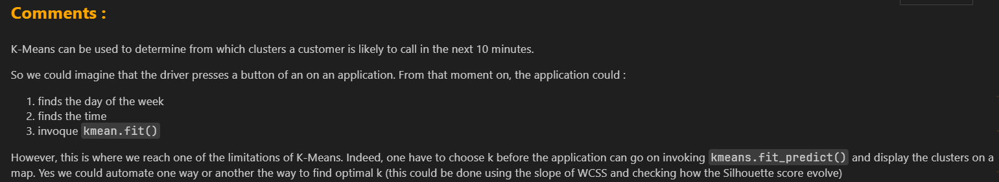 Comments :
K-Means can be used to determine from which clusters a customer is likely to call in the next 10 minutes.
So we could imagine that the driver presses a button of an on an application. From that moment on, the application could :
1. finds the day of the week
2. finds the time
3. invoque kmean.fit()
However, this is where we reach one of the limitations of K-Means. Indeed, one have to choose k before the application can go on invoking kmeans.fit_predict() and display the clusters on a
map. Yes we could automate one way or another the way to find optimal k (this could be done using the slope of WCSS and checking how the Silhouette score evolve)